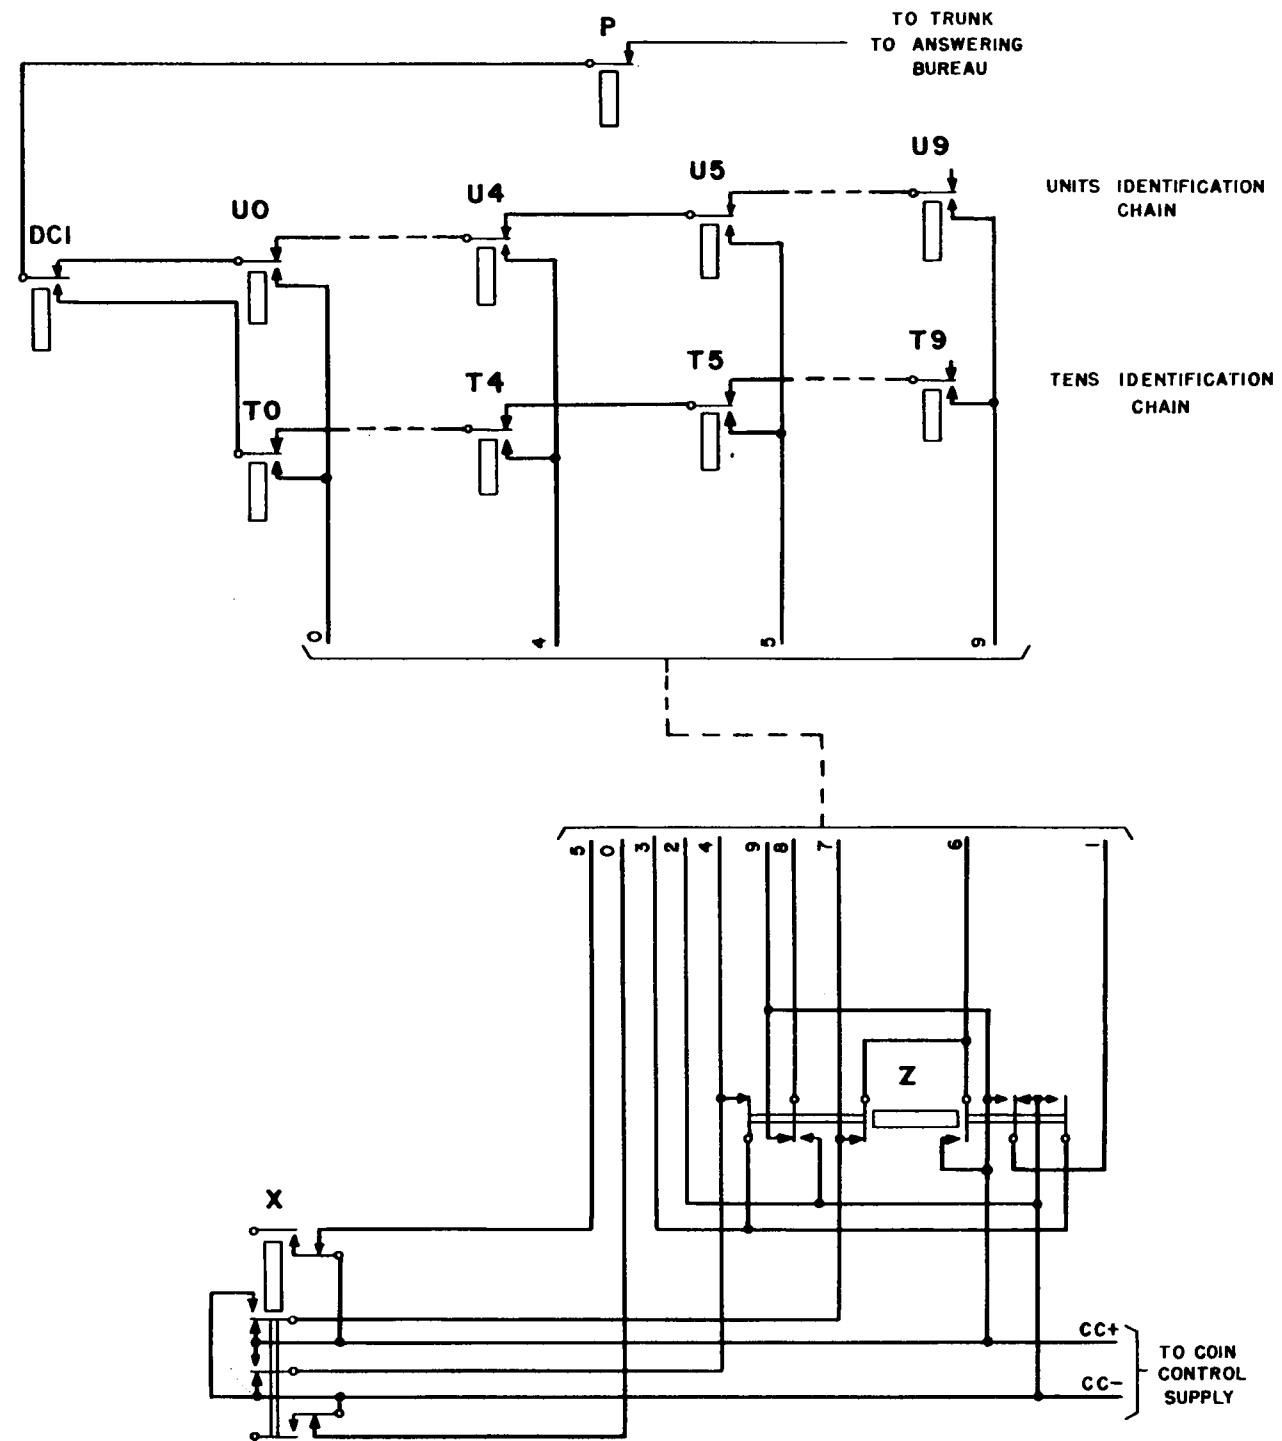 P
TO TRUNK
TO ANSWERING
BUREAU
U9
UNITS IDENTIFICATION
CHAIN
U5
U4
U0
DC1
T9
TENS IDENTIFICATION
CHAIN
T5
T4
T0
0
4
5
9
5
0
3
2
4
9
8
7
6
1
Z
X
CC+
CC-
TO COIN
CONTROL
SUPPLY